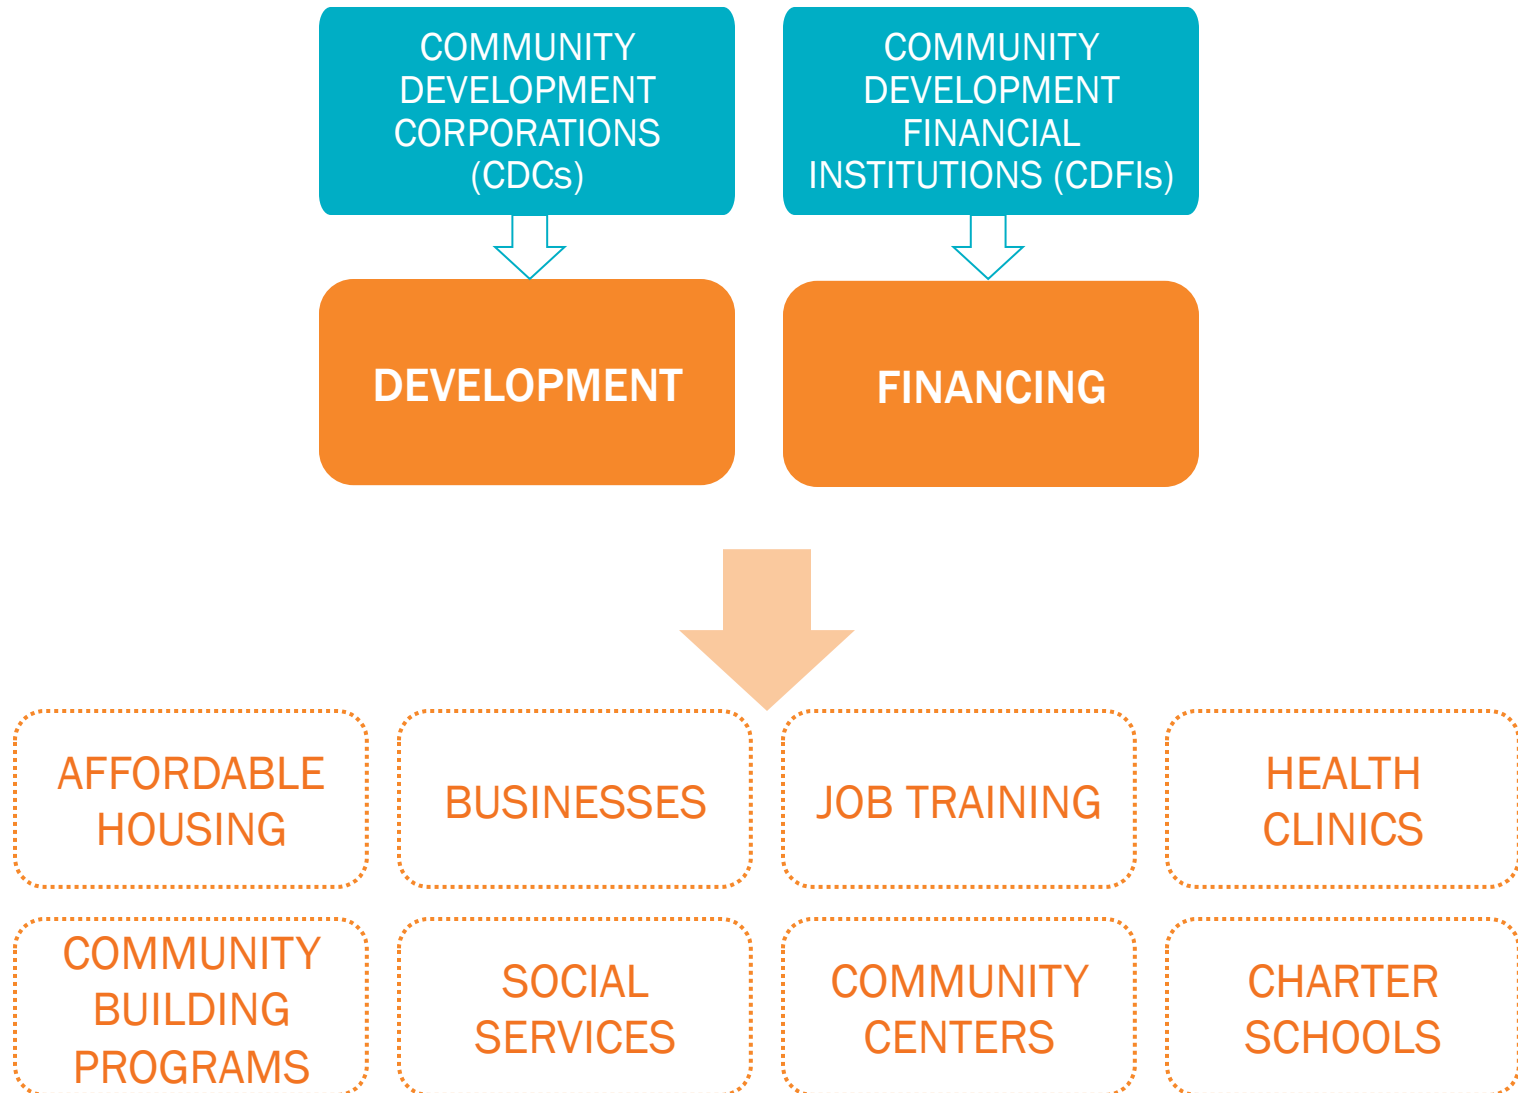 COMMUNITY
DEVELOPMENT
CORPORATIONS
(CDCs)
COMMUNITY
DEVELOPMENT
FINANCIAL
INSTITUTIONS (CDFIs)
DEVELOPMENT
FINANCING
AFFORDABLE
HOUSING
BUSINESSES
JOB TRAINING
HEALTH
CLINICS
COMMUNITY
BUILDING
PROGRAMS
SOCIAL
SERVICES
COMMUNITY
CENTERS
CHARTER
SCHOOLS